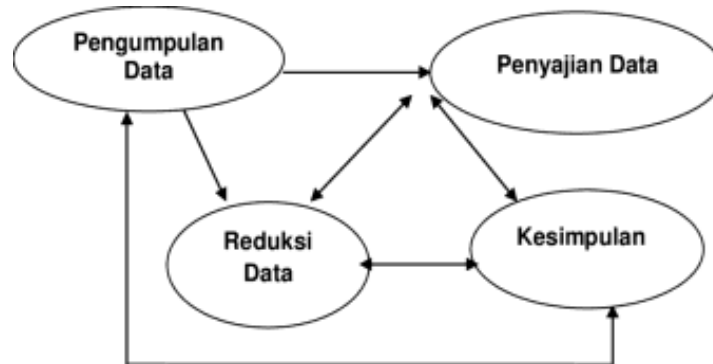 Pengumpulan
Data
Penyajian Data
Reduksi
Data
Kesimpulan